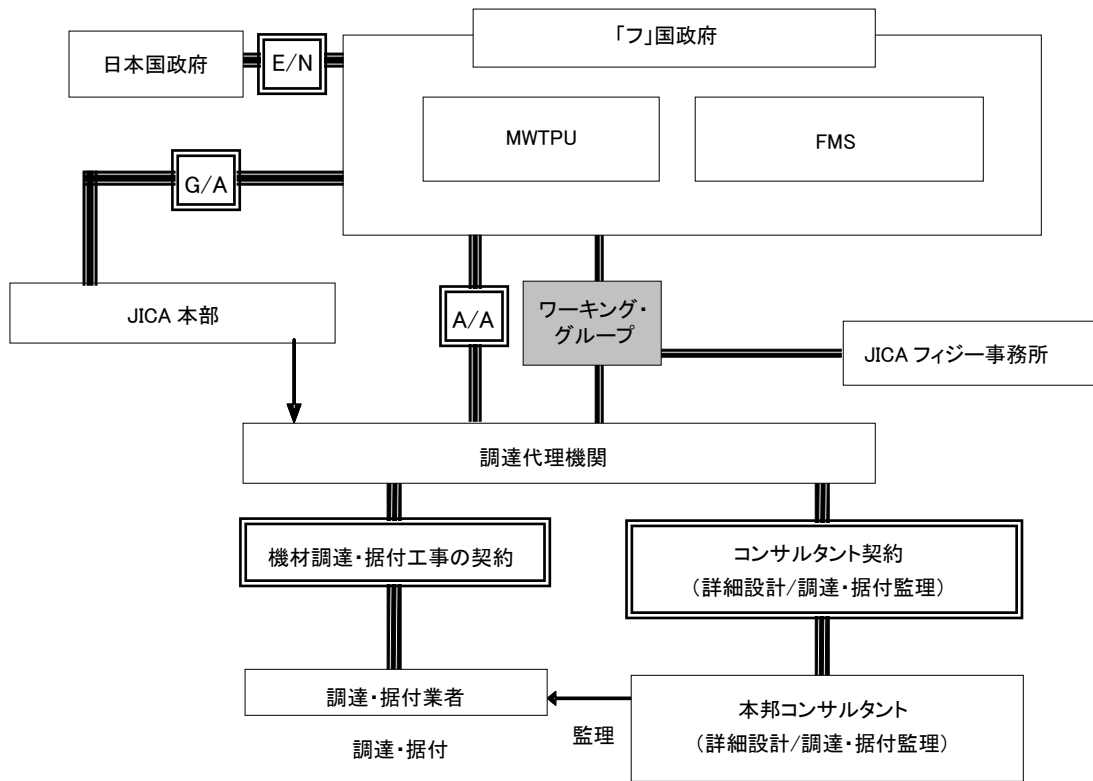 「フ」国政府
日本国政府
E/N
MWTPU
FMS
G/A
JICA 本部
A/A
ワーキング・
グループ
JICA フィジー事務所
調達代理機関
機材調達・据付工事の契約
コンサルタント契約
（詳細設計/調達・据付監理）
調達・据付業者
調達・据付
監理
本邦コンサルタント
（詳細設計/調達・据付監理）